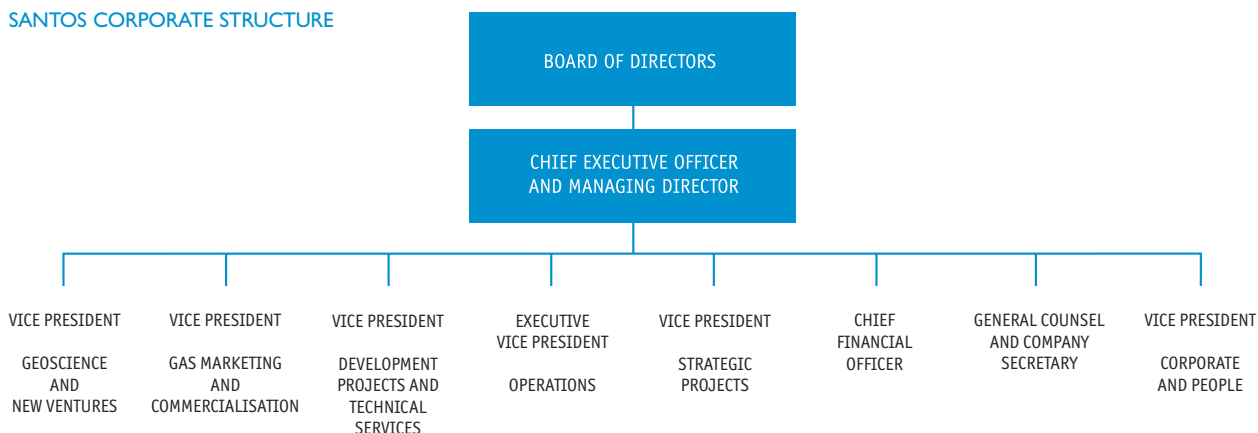 SANTOS CORPORATE STRUCTURE
BOARD OF DIRECTORS
CHIEF EXECUTIVE OFFICER
AND MANAGING DIRECTOR
VICE PRESIDENT
GEOSCIENCE
AND
NEW VENTURES
VICE PRESIDENT
GAS MARKETING
AND
COMMERCIALISATION
VICE PRESIDENT
DEVELOPMENT
PROJECTS AND
TECHNICAL
SERVICES
EXECUTIVE
VICE PRESIDENT
OPERATIONS
VICE PRESIDENT
STRATEGIC
PROJECTS
CHIEF
FINANCIAL
OFFICER
GENERAL COUNSEL
AND COMPANY
SECRETARY
VICE PRESIDENT
CORPORATE
AND PEOPLE